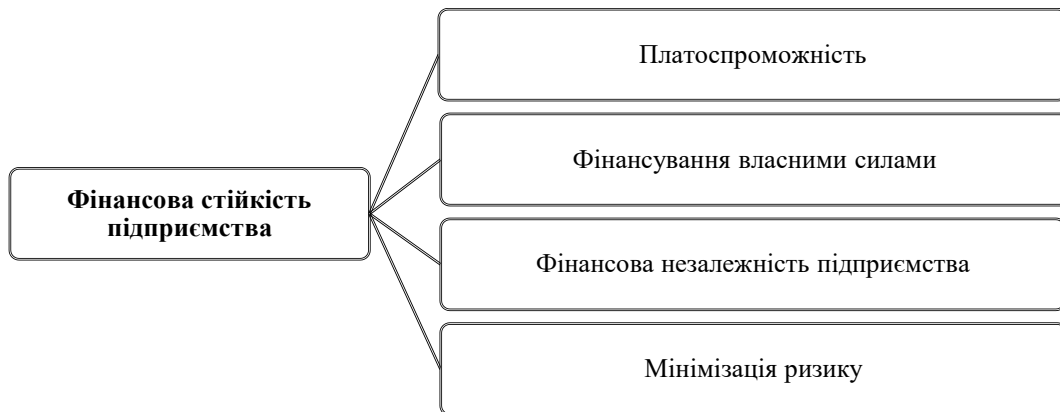 Платоспроможність
Фінансування власними силами
Фінансова стійкість
підприємства
Фінансова незалежність підприємства
Мінімізація ризику